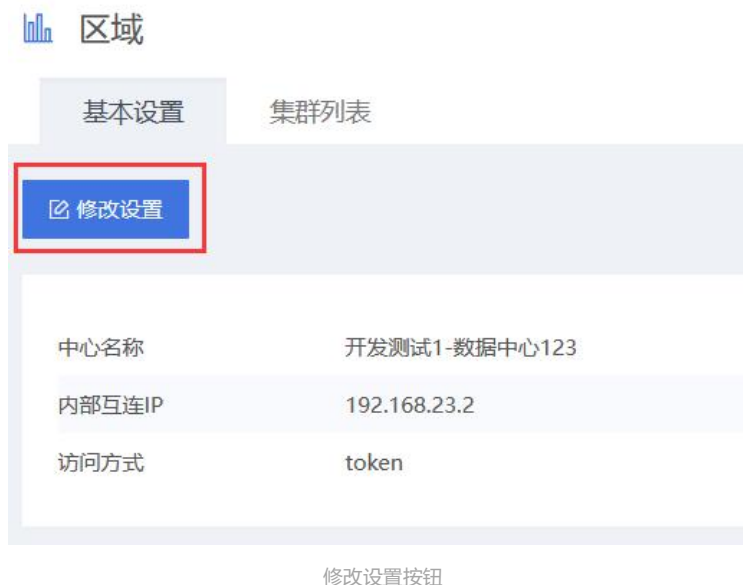 区域
基本设置 集群列表
修改设置
中心名称 开发测试1-数据中心123
内部互连IP 192.168.23.2
访问方式 token
修改设置按钮